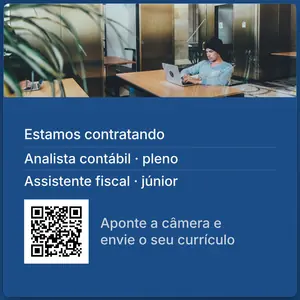 Estamos contratando
Analista contábil · pleno
Assistente fiscal · júnior
Aponte a câmera e
envie o seu currículo